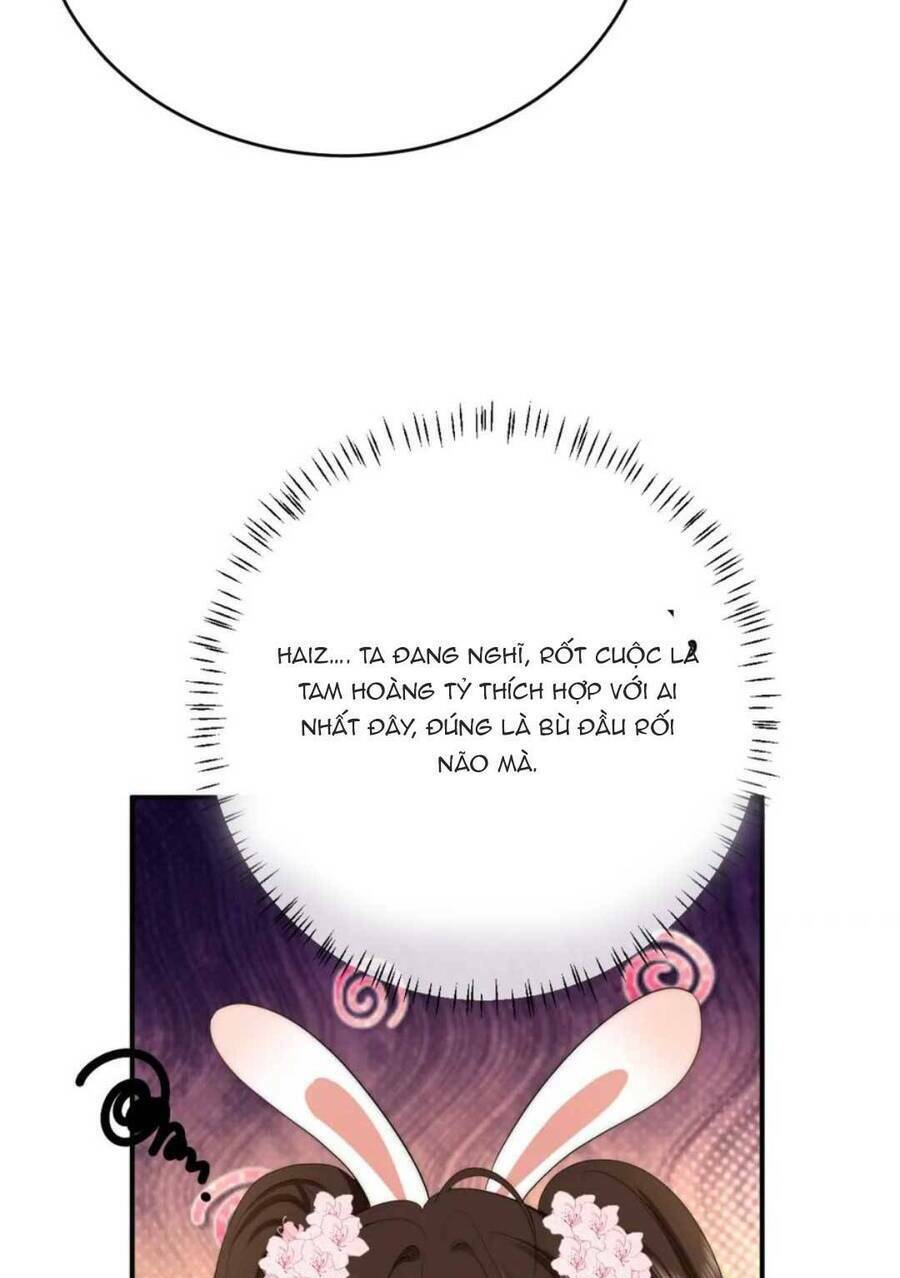 HAIZ.... TA ĐANG NGHĨ, RỐT CUỘC LÀ
TAM HOÀNG TỶ THÍCH HỢP VỚI AI
NHẤT ĐÂY, ĐÚNG LÀ BÙ ĐẦU RỐI
NÃO MÀ.